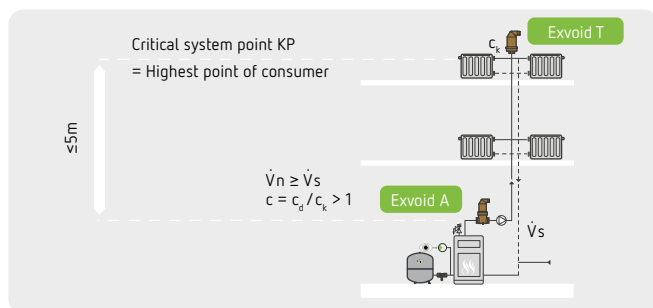 Exvoid T
Critical system point KP
cₖ
= Highest point of consumer
≤5m
V̇n ≥ V̇s
c = c_d/cₖ > 1
Exvoid A
V̇s